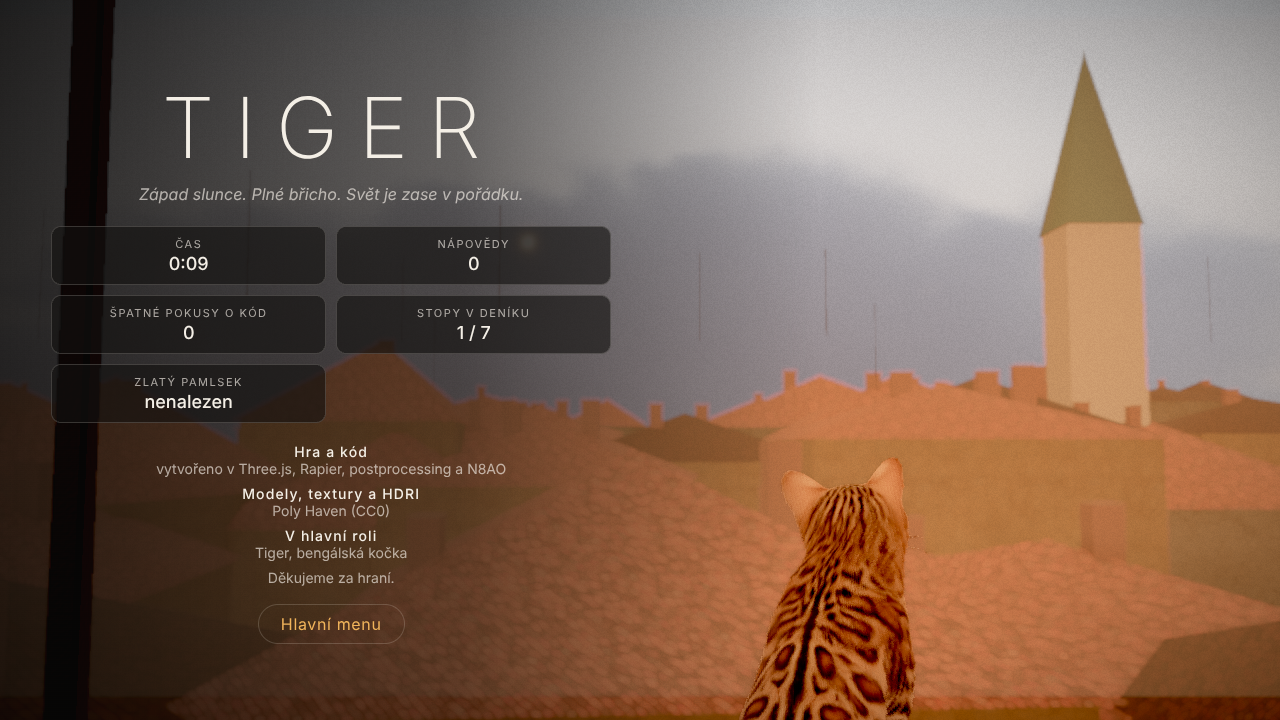 TIGER
Západ slunce. Plné břicho. Svět je zase v pořádku.
ČAS
0:09
NÁPOVĚDY
0
ŠPATNÉ POKUSY O KÓD
0
STOPY V DENÍKU
1 / 7
ZLATÝ PAMLSEK
nenalezen
Hra a kód
vytvořeno v Three.js, Rapier, postprocessing a N8AO
Modely, textury a HDRI
Poly Haven (CC0)
V hlavní roli
Tiger, bengálská kočka
Děkujeme za hraní.
Hlavní menu